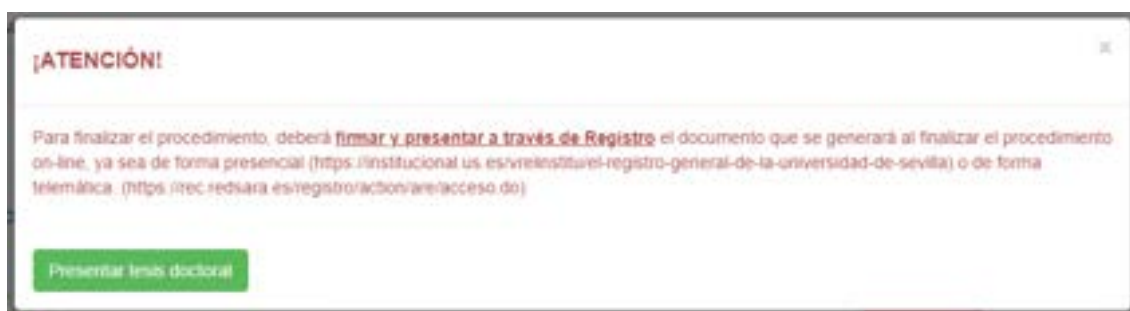 ¡ATENCIÓN!
Para finalizar el procedimiento, deberá firmar y presentar a través de Registro el documento que se generará al finalizar el procedimiento
on-line, ya sea de forma presencial (https://institucional.us.es/vrelinstitu/el-registro-general-de-la-universidad-de-sevilla) o de forma
telemática. (https://rec.redsara.es/registro/action/are/acceso.do)
Presentar tesis doctoral